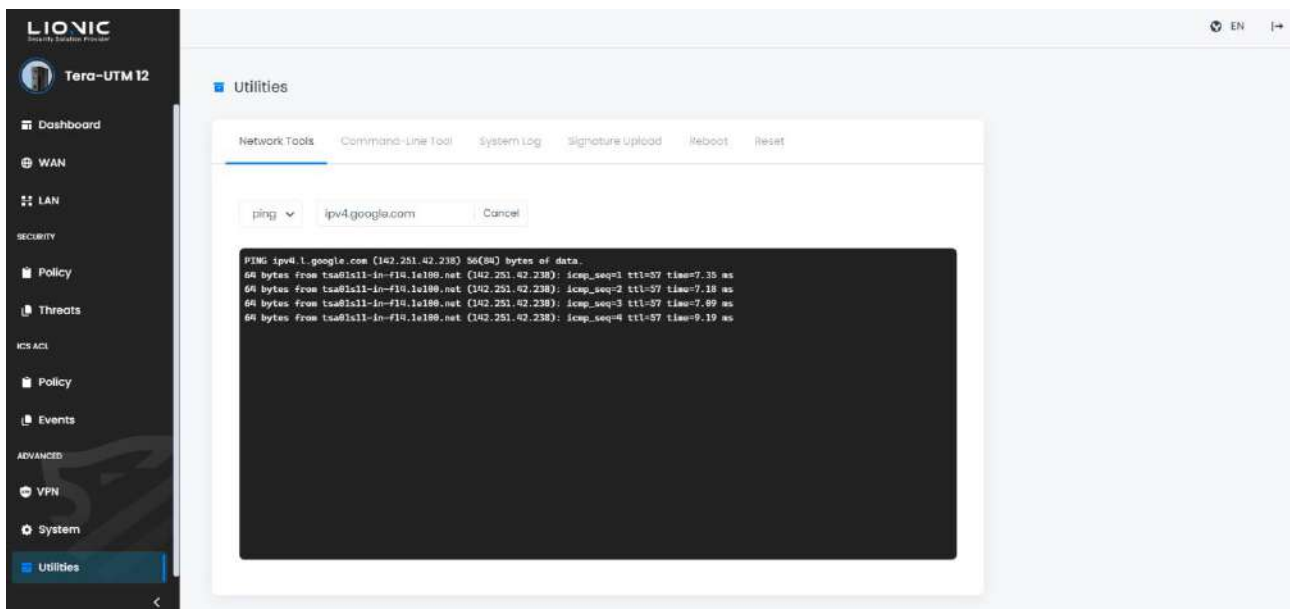 LIONIC
Security Solution Provider
EN
Tera-UTM 12
Utilities
Dashboard
WAN
LAN
SECURITY
Policy
Threats
ICS ACL
Policy
Events
ADVANCED
VPN
System
Utilities
Network Tools Command-Line Tool System Log Signature Upload Reboot Reset
ping ipv4.google.com Cancel
PING ipv4.l.google.com (142.251.42.238) 56(84) bytes of data.
64 bytes from tsa01s11-in-f14.1e100.net (142.251.42.238): icmp_seq=1 ttl=57 time=7.35 ms
64 bytes from tsa01s11-in-f14.1e100.net (142.251.42.238): icmp_seq=2 ttl=57 time=7.18 ms
64 bytes from tsa01s11-in-f14.1e100.net (142.251.42.238): icmp_seq=3 ttl=57 time=7.09 ms
64 bytes from tsa01s11-in-f14.1e100.net (142.251.42.238): icmp_seq=4 ttl=57 time=9.19 ms